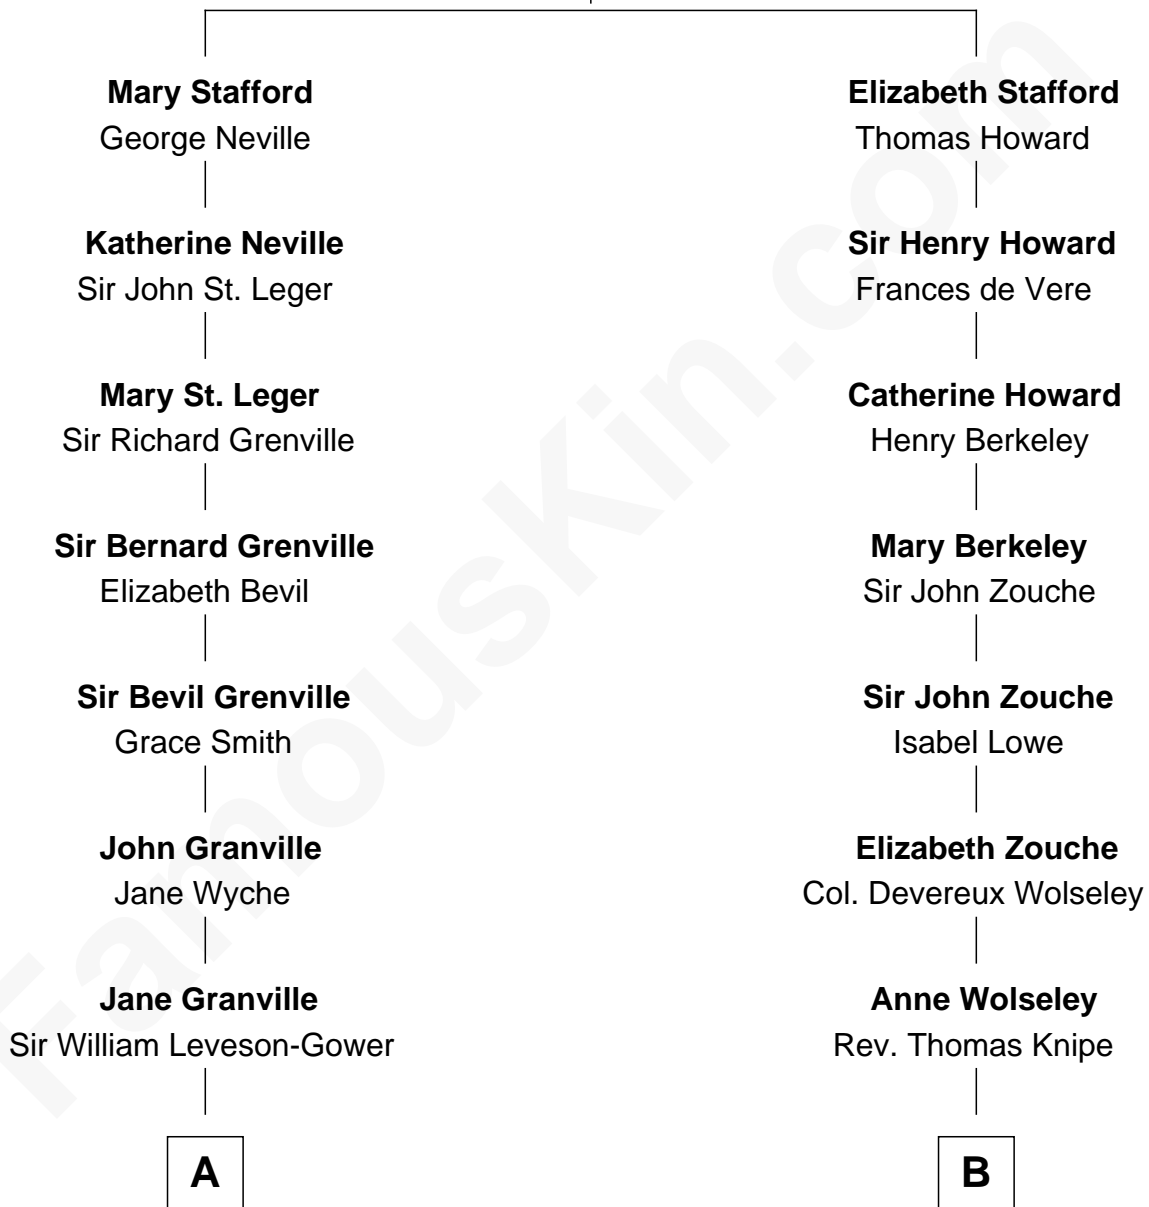 Mary Stafford
George Neville
Katherine Neville
Sir John St. Leger
Mary St. Leger
Sir Richard Grenville
Sir Bernard Grenville
Elizabeth Bevil
Sir Bevil Grenville
Grace Smith
John Granville
Jane Wyche
Jane Granville
Sir William Leveson-Gower
A
Elizabeth Stafford
Thomas Howard
Sir Henry Howard
Frances de Vere
Catherine Howard
Henry Berkeley
Mary Berkeley
Sir John Zouche
Sir John Zouche
Isabel Lowe
Elizabeth Zouche
Col. Devereux Wolseley
Anne Wolseley
Rev. Thomas Knipe
B
FamousKin.com